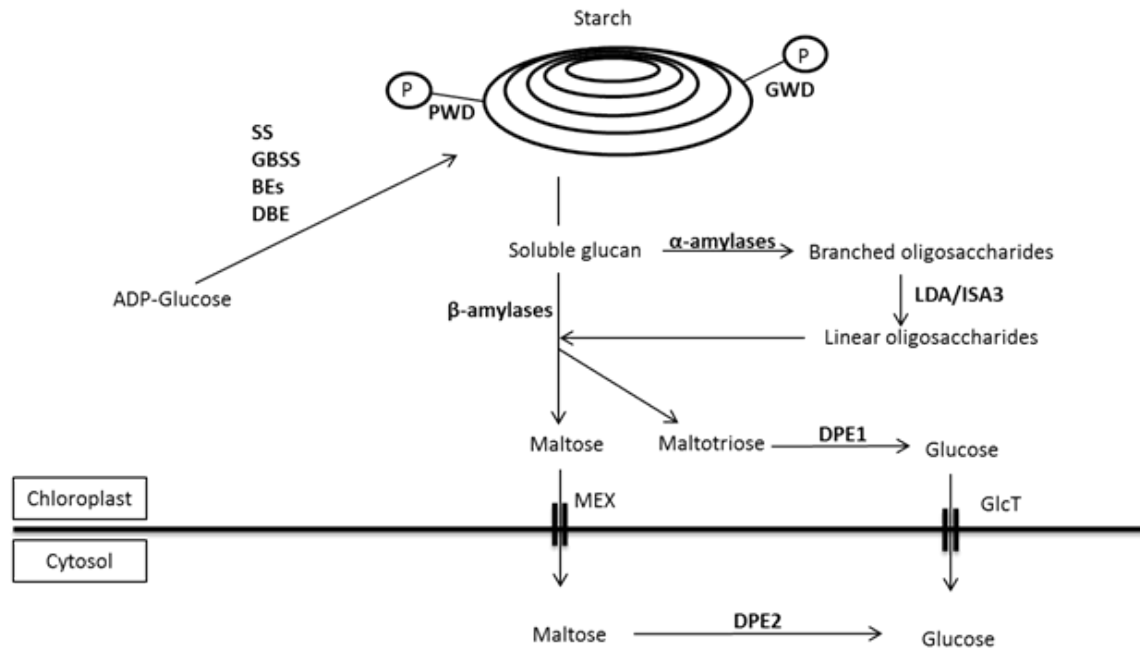 Starch
P
P
PWD
GWD
SS
GBSS
BEs
DBE
ADP-Glucose
Soluble glucan
α-amylases
Branched oligosaccharides
β-amylases
LDA/ISA3
Linear oligosaccharides
Maltose
Maltotriose
DPE1
Glucose
Chloroplast
MEX
GlcT
Cytosol
Maltose
DPE2
Glucose